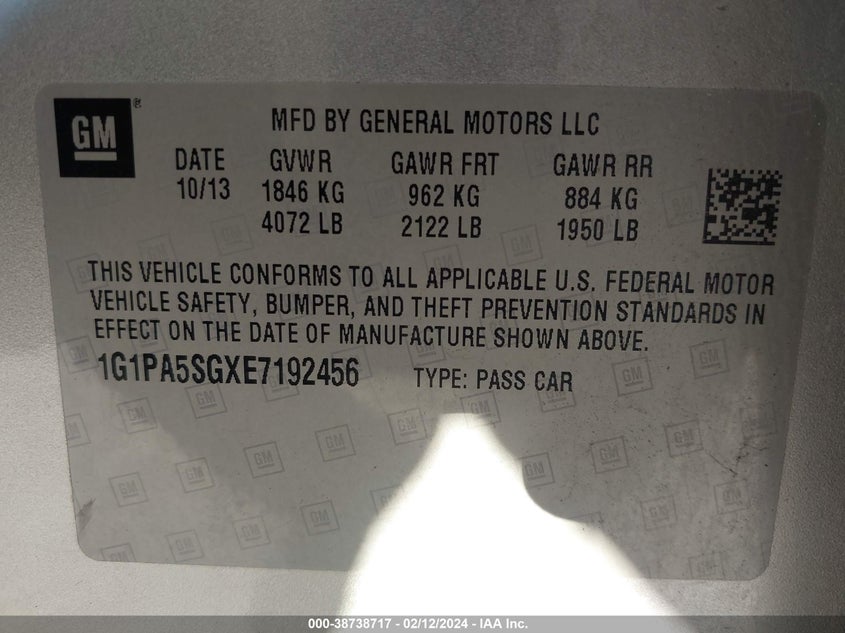 GM®
MFD BY GENERAL MOTORS LLC
DATE GVWR GAWR FRT GAWR RR
10/13 1846 KG 962 KG 884 KG
4072 LB 2122 LB 1950 LB
THIS VEHICLE CONFORMS TO ALL APPLICABLE U.S. FEDERAL MOTOR
VEHICLE SAFETY, BUMPER, AND THEFT PREVENTION STANDARDS IN
EFFECT ON THE DATE OF MANUFACTURE SHOWN ABOVE.
1G1PA5SGXE7192456 TYPE: PASS CAR
000-38738717 - 02/12/2024 - IAA Inc.